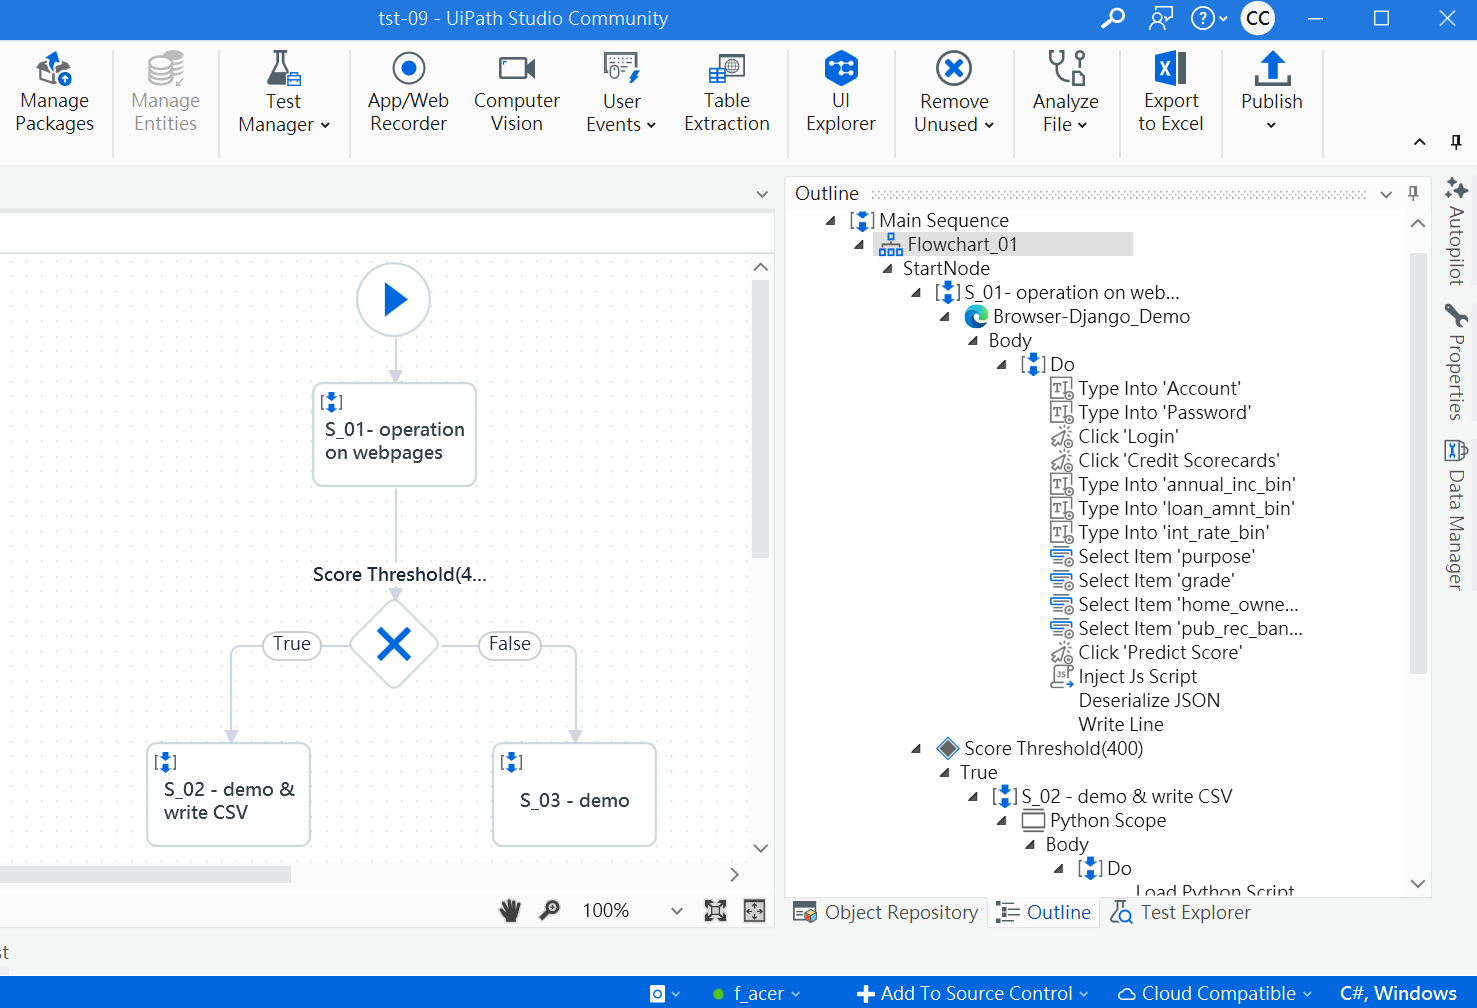 tst-09 - UiPath Studio Community
CC
Manage Packages
Manage Entities
Test Manager
App/Web Recorder
Computer Vision
User Events
Table Extraction
UI Explorer
Remove Unused
Analyze File
Export to Excel
Publish
S_01- operation on webpages
Score Threshold(4...
True
False
S_02 - demo & write CSV
S_03 - demo
100%
Outline
Main Sequence
Flowchart_01
StartNode
S_01- operation on web...
Browser-Django_Demo
Body
Do
Type Into 'Account'
Type Into 'Password'
Click 'Login'
Click 'Credit Scorecards'
Type Into 'annual_inc_bin'
Type Into 'loan_amnt_bin'
Type Into 'int_rate_bin'
Select Item 'purpose'
Select Item 'grade'
Select Item 'home_owne...
Select Item 'pub_rec_ban...
Click 'Predict Score'
Inject Js Script
Deserialize JSON
Write Line
Score Threshold(400)
True
S_02 - demo & write CSV
Python Scope
Body
Do
Load Python Script
Object Repository
Outline
Test Explorer
Autopilot
Properties
Data Manager
st
f_acer
Add To Source Control
Cloud Compatible
C#, Windows